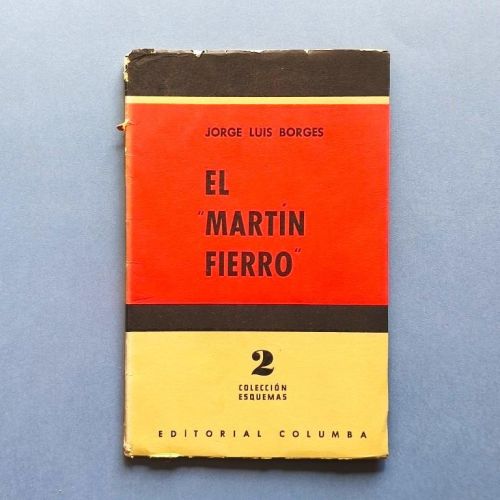 JORGE LUIS BORGES
EL
"MARTÍN
FIERRO"
2
COLECCIÓN
ESQUEMAS
EDITORIAL COLUMBA